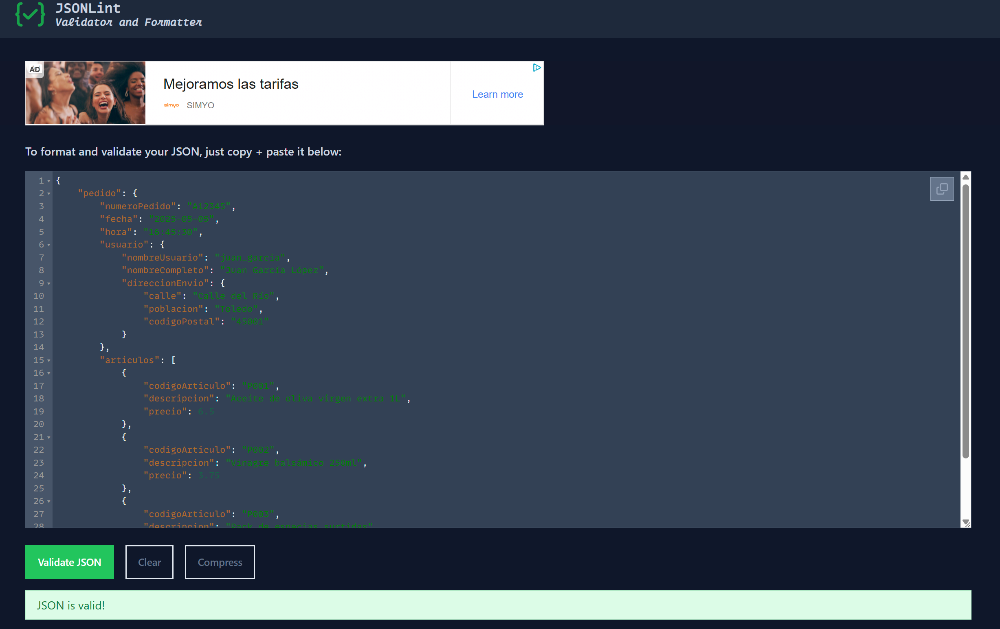 JSONLint
Validator and Formatter
AD
Mejoramos las tarifas
simyo SIMYO
Learn more
To format and validate your JSON, just copy + paste it below:
1 {
2 "pedido": {
3 "numeroPedido": "A12345",
4 "fecha": "2025-05-05",
5 "hora": "16:45:30",
6 "usuario": {
7 "nombreUsuario": "juan_garcia",
8 "nombreCompleto": "Juan García López",
9 "direccionEnvio": {
10 "calle": "Calle del Río",
11 "poblacion": "Toledo",
12 "codigoPostal": "45001"
13 }
14 },
15 "articulos": [
16 {
17 "codigoArticulo": "P001",
18 "descripcion": "Aceite de oliva virgen extra 1L",
19 "precio": 6.5
20 },
21 {
22 "codigoArticulo": "P002",
23 "descripcion": "Vinagre balsámico 250ml",
24 "precio": 3.75
25 },
26 {
27 "codigoArticulo": "P003",
28 "descripcion": "Pack de especias surtidas"
Validate JSON
Clear
Compress
JSON is valid!